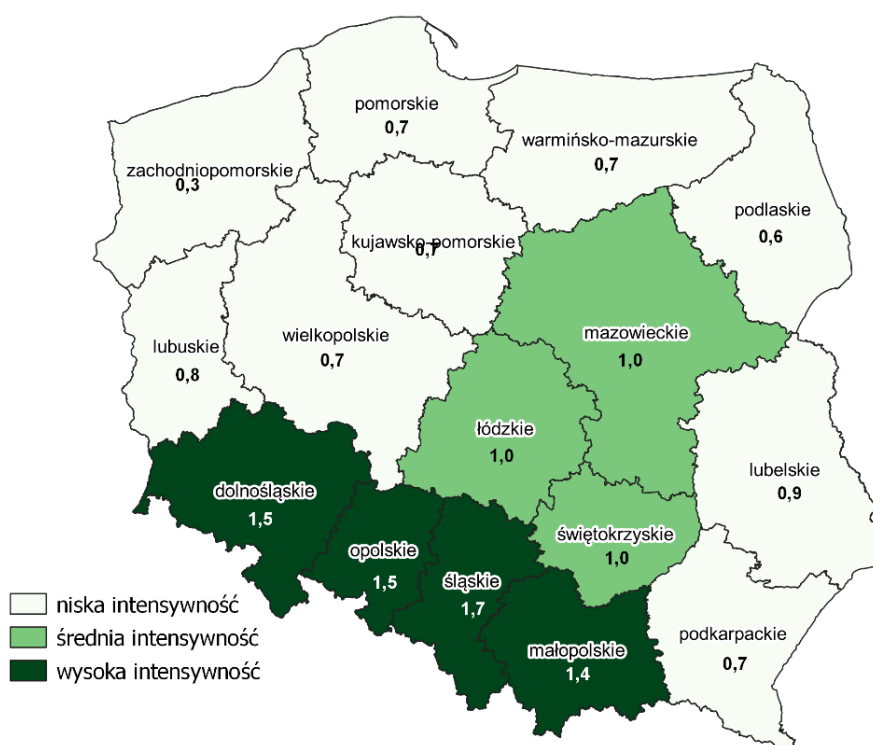 pomorskie
0,7
warmińsko-mazurskie
0,7
zachodniopomorskie
0,3
podlaskie
0,6
kujawsko-pomorskie
0,7
mazowieckie
1,0
wielkopolskie
0,7
lubuskie
0,8
łódzkie
1,0
lubelskie
0,9
dolnośląskie
1,5
świętokrzyskie
1,0
opolskie
1,5
śląskie
1,7
podkarpackie
0,7
małopolskie
1,4
niska intensywność
średnia intensywność
wysoka intensywność